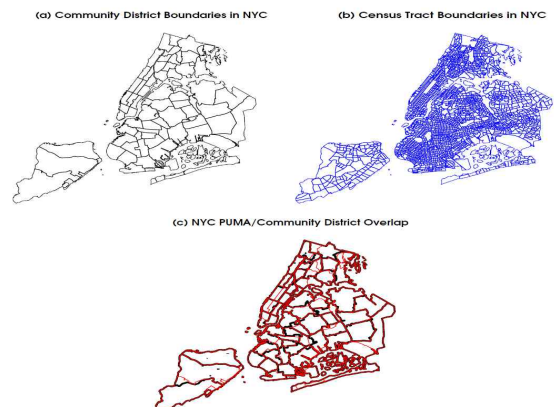 (a) Community District Boundaries in NYC
(b) Census Tract Boundaries in NYC
(c) NYC PUMA/Community District Overlap